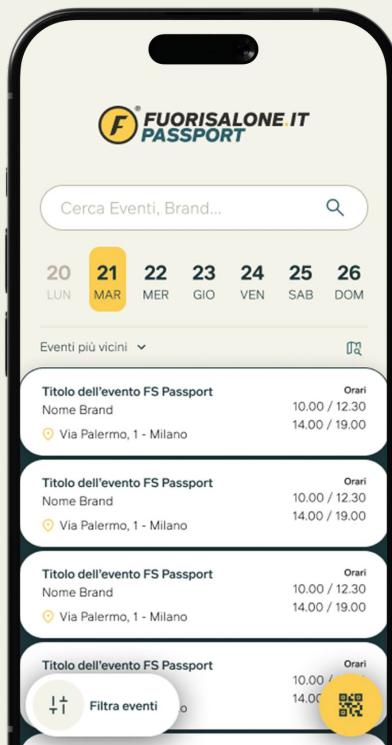 F
FUORISALONE.IT
PASSPORT
Cerca Eventi, Brand...
20 21 22 23 24 25 26
LUN MAR MER GIO VEN SAB DOM
Eventi più vicini
Titolo dell'evento FS Passport
Nome Brand
Via Palermo, 1 - Milano
Orari
10.00 / 12.30
14.00 / 19.00
Titolo dell'evento FS Passport
Nome Brand
Via Palermo, 1 - Milano
Orari
10.00 / 12.30
14.00 / 19.00
Titolo dell'evento FS Passport
Nome Brand
Via Palermo, 1 - Milano
Orari
10.00 / 12.30
14.00 / 19.00
Titolo dell'evento FS Passport
Orari
10.00
14.00
Filtra eventi